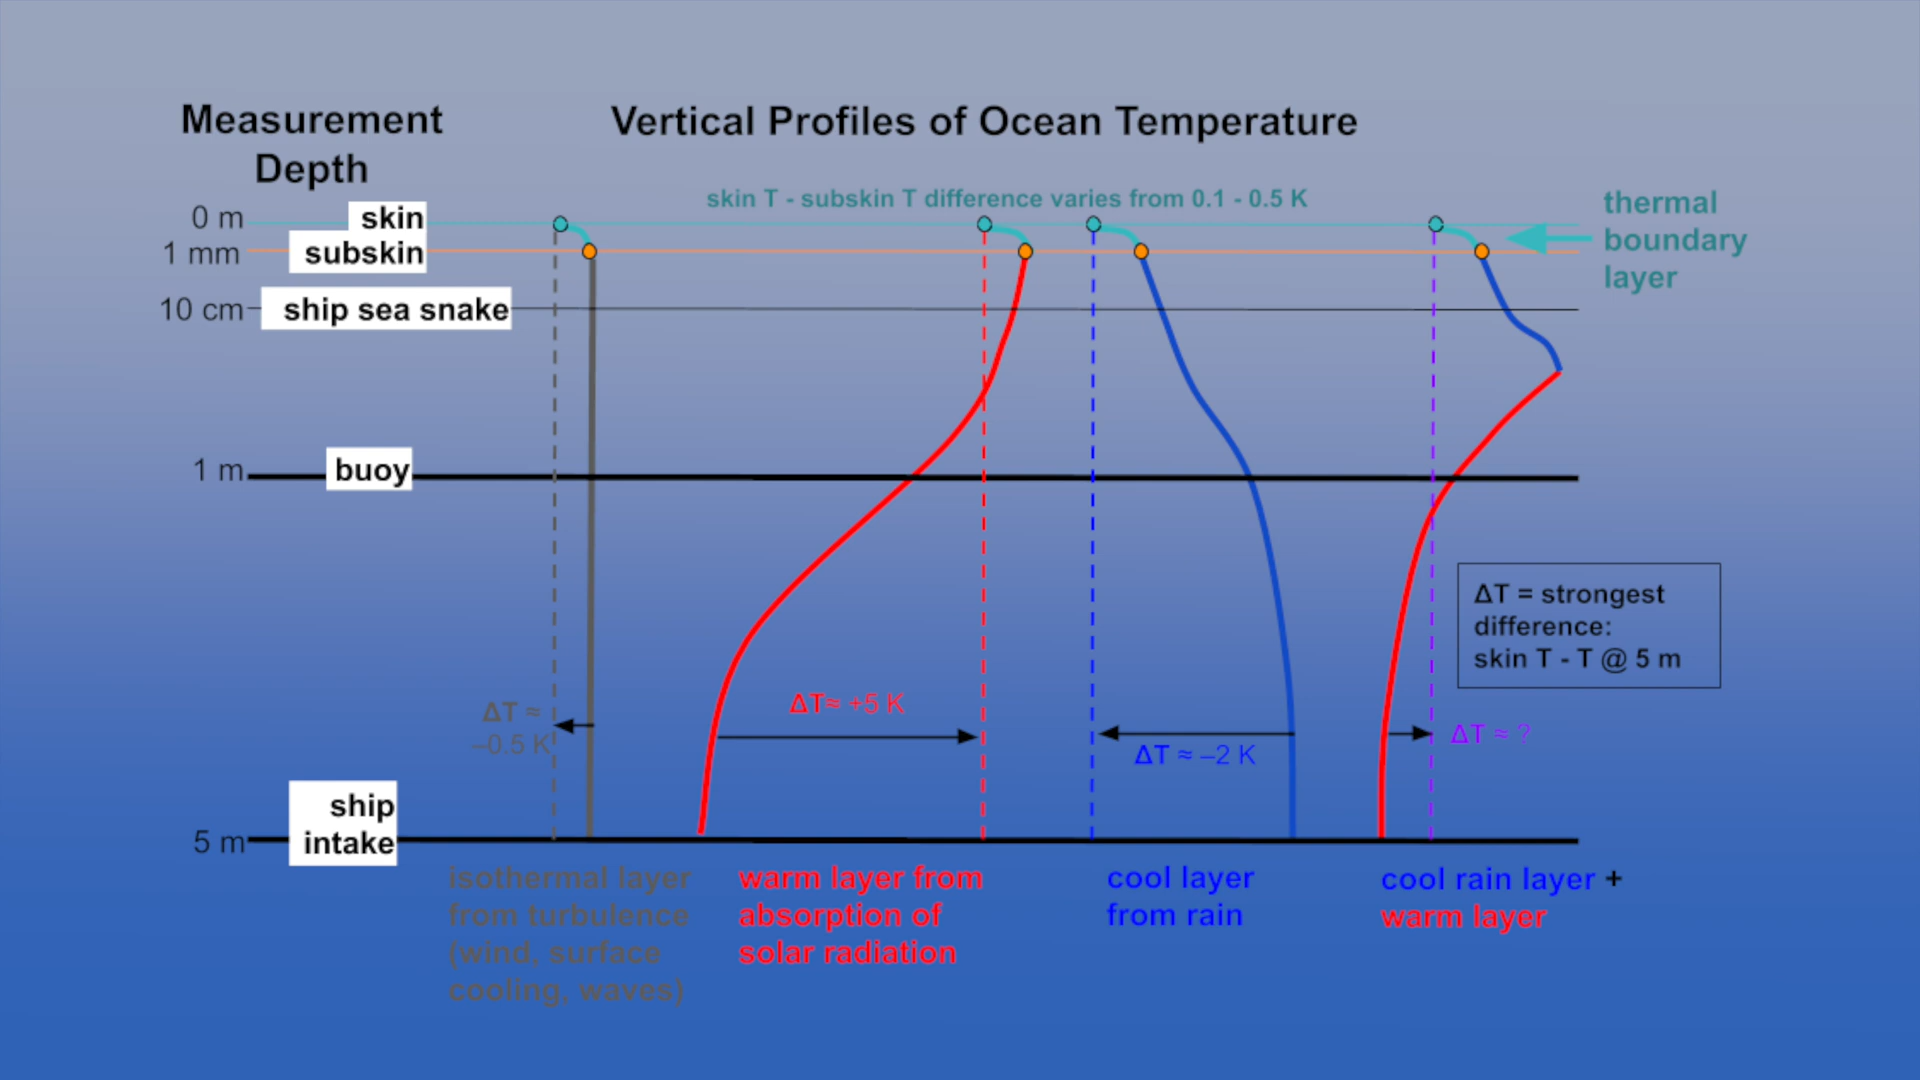 Measurement
Depth
Vertical Profiles of Ocean Temperature
skin T - subskin T difference varies from 0.1 - 0.5 K
thermal
boundary
layer
0 m
skin
1 mm
subskin
10 cm
ship sea snake
1 m
buoy
ΔT = strongest
difference:
skin T - T @ 5 m
ΔT ≈
–0.5 K
ΔT≈ +5 K
ΔT ≈ –2 K
ΔT ≈ ?
5 m
ship
intake
isothermal layer
from turbulence
(wind, surface
cooling, waves)
warm layer from
absorption of
solar radiation
cool layer
from rain
cool rain layer +
warm layer